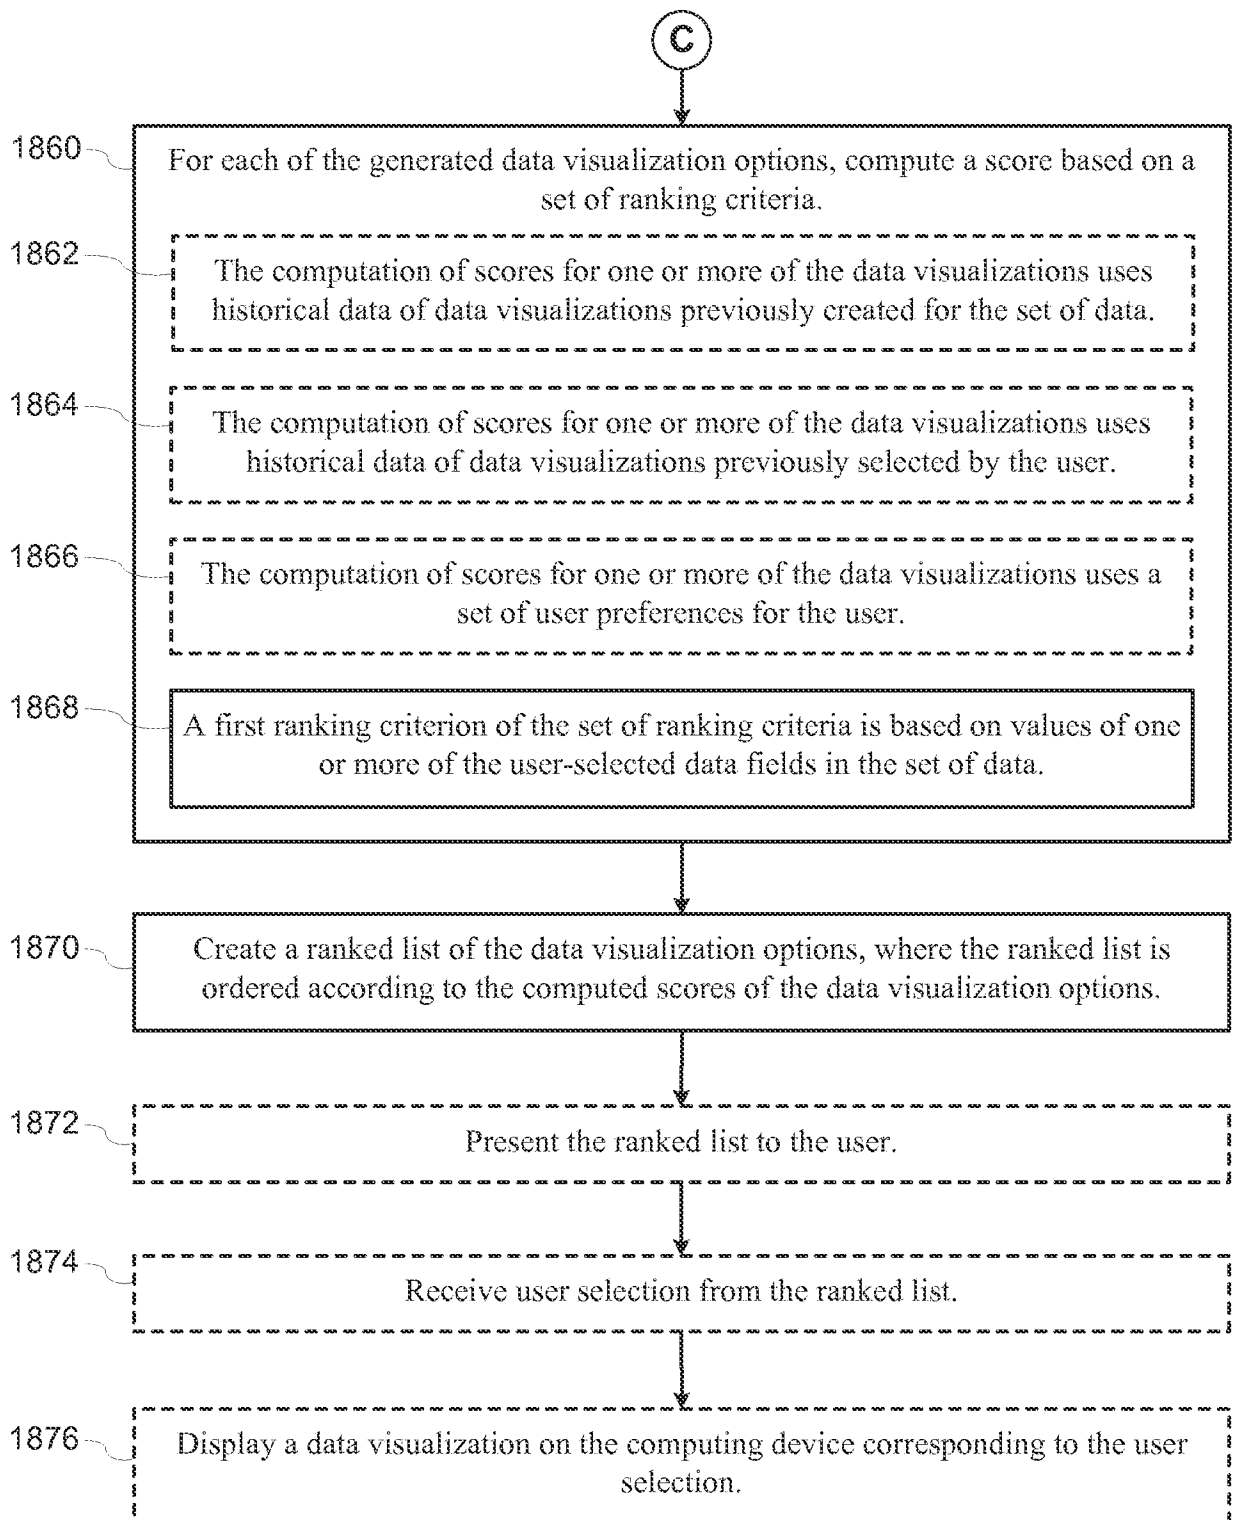 C
1860
For each of the generated data visualization options, compute a score based on a
set of ranking criteria.
1862
The computation of scores for one or more of the data visualizations uses
historical data of data visualizations previously created for the set of data.
1864
The computation of scores for one or more of the data visualizations uses
historical data of data visualizations previously selected by the user.
1866
The computation of scores for one or more of the data visualizations uses a
set of user preferences for the user.
1868
A first ranking criterion of the set of ranking criteria is based on values of one
or more of the user-selected data fields in the set of data.
1870
Create a ranked list of the data visualization options, where the ranked list is
ordered according to the computed scores of the data visualization options.
1872
Present the ranked list to the user.
1874
Receive user selection from the ranked list.
1876
Display a data visualization on the computing device corresponding to the user
selection.